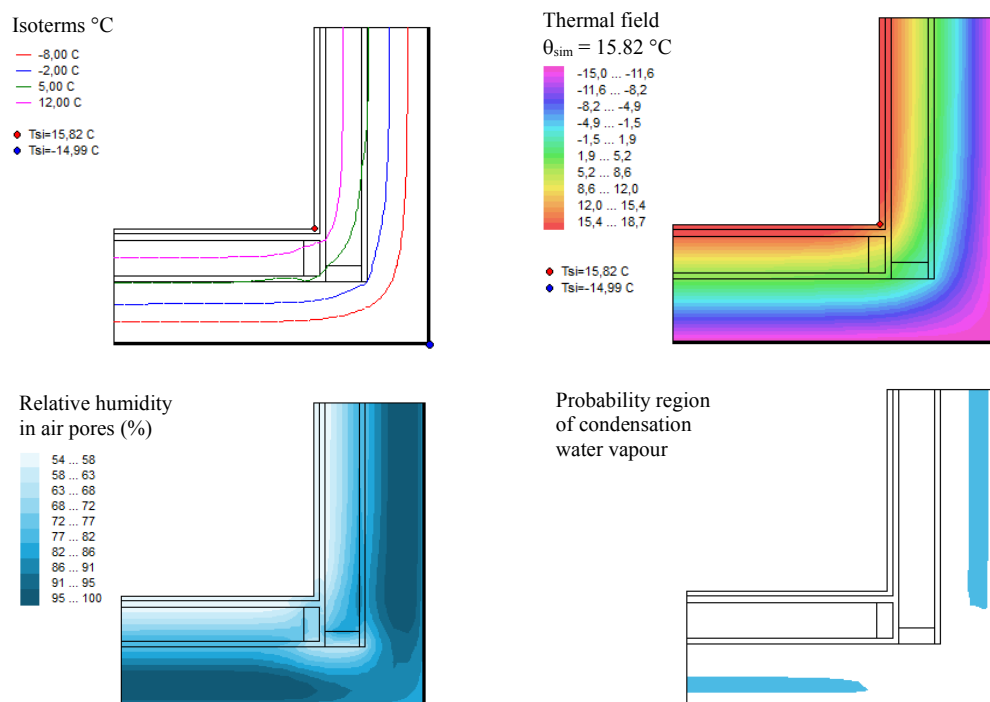 Isoterms °C
-8,00 C
-2,00 C
5,00 C
12,00 C
Tsi=15,82 C
Tsi=-14,99 C
Thermal field
θsim = 15.82 °C
-15,0 ... -11,6
-11,6 ... -8,2
-8,2 ... -4,9
-4,9 ... -1,5
-1,5 ... 1,9
1,9 ... 5,2
5,2 ... 8,6
8,6 ... 12,0
12,0 ... 15,4
15,4 ... 18,7
Tsi=15,82 C
Tsi=-14,99 C
Relative humidity
in air pores (%)
54 ... 58
58 ... 63
63 ... 68
68 ... 72
72 ... 77
77 ... 82
82 ... 86
86 ... 91
91 ... 95
95 ... 100
Probability region
of condensation
water vapour